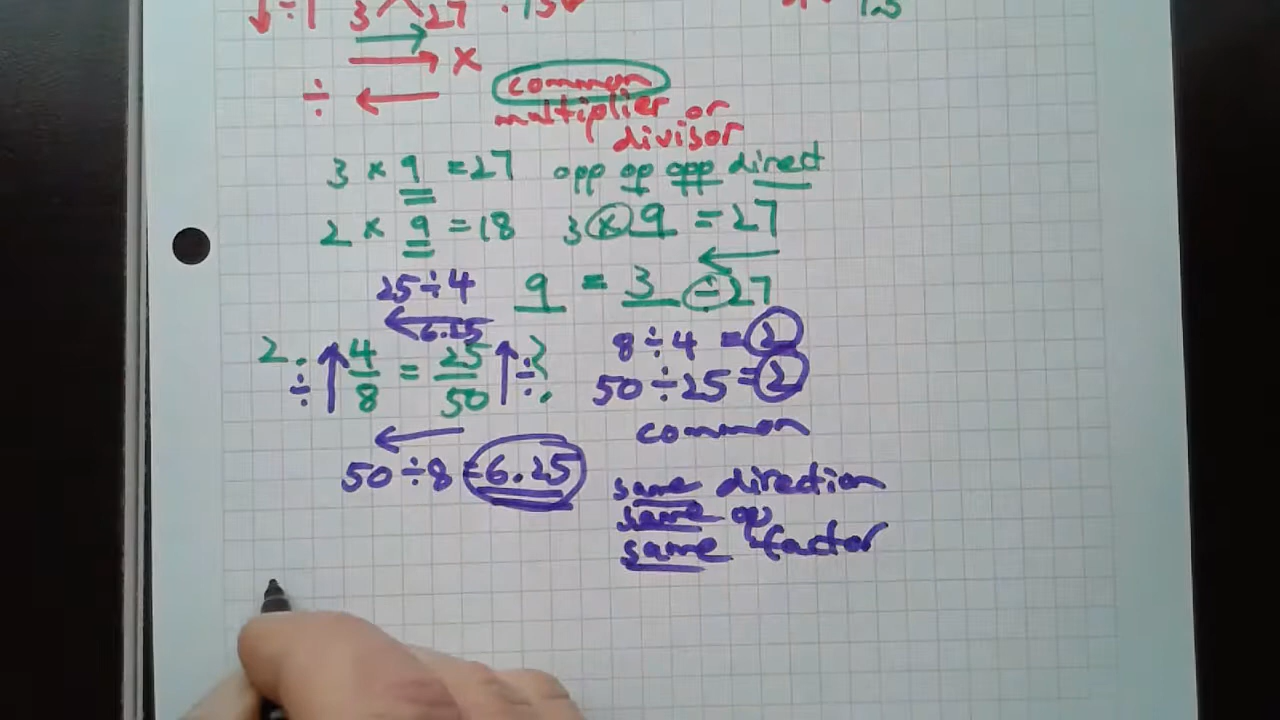 3 27
× 
÷
common
multiplier or
divisor
3 × 9 = 27 opp op opp direct
2 × 9 = 18 3 × 9 = 27
25 ÷ 4 9 = 3 ÷ 27
6.25
2. ÷ 4/8 = 25/50 ÷ ?
8 ÷ 4 = 2
50 ÷ 25 = 2
common
50 ÷ 8 = 6.25
same direction
same op
same factor